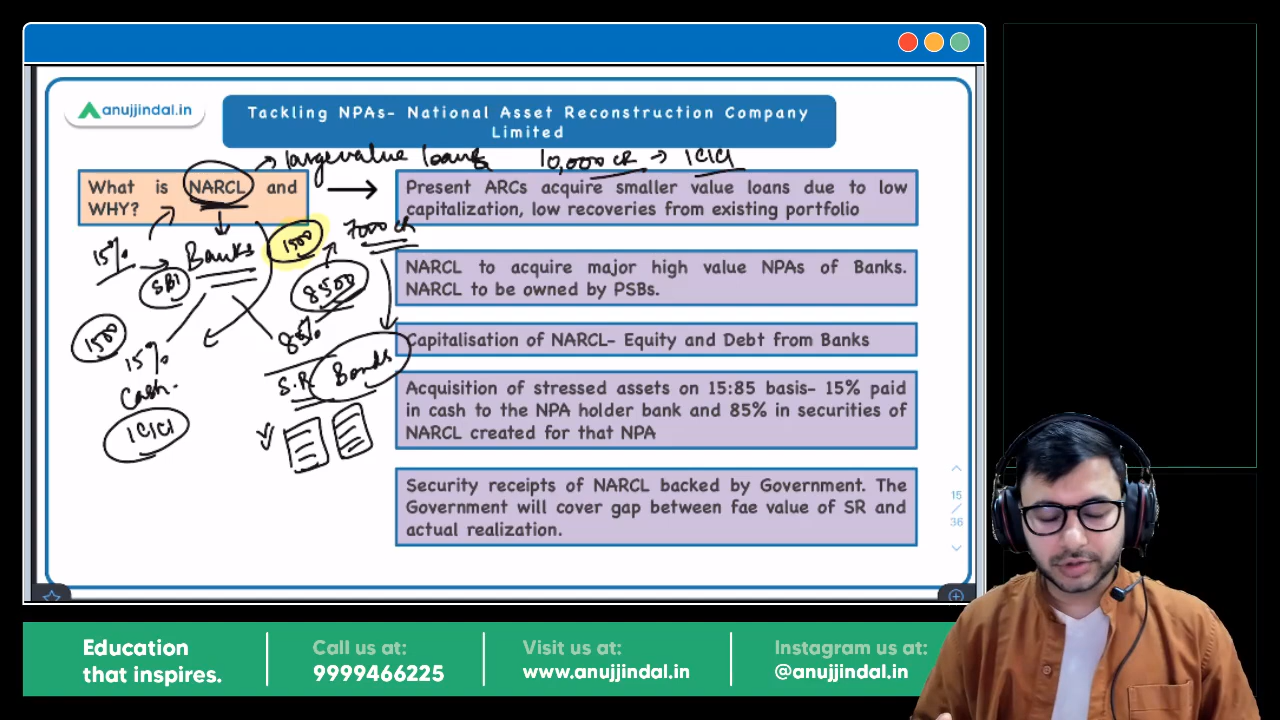 anujjindal.in
Tackling NPAs- National Asset Reconstruction Company
Limited
large value loans
10,000 CR → ICICI
What is NARCL and
WHY?
Present ARCs acquire smaller value loans due to low
capitalization, low recoveries from existing portfolio
15%
SBI
Banks
1500
7000 CR
8500
NARCL to acquire major high value NPAs of Banks.
NARCL to be owned by PSBs.
1500
15%
Cash
ICICI
85%
S.R.
Bonds
Capitalisation of NARCL- Equity and Debt from Banks
Acquisition of stressed assets on 15:85 basis- 15% paid
in cash to the NPA holder bank and 85% in securities of
NARCL created for that NPA
Security receipts of NARCL backed by Government. The
Government will cover gap between fae value of SR and
actual realization.
15
/
36
Education
that inspires.
Call us at:
9999466225
Visit us at:
www.anujjindal.in
Instagram us at:
@anujjindal.in